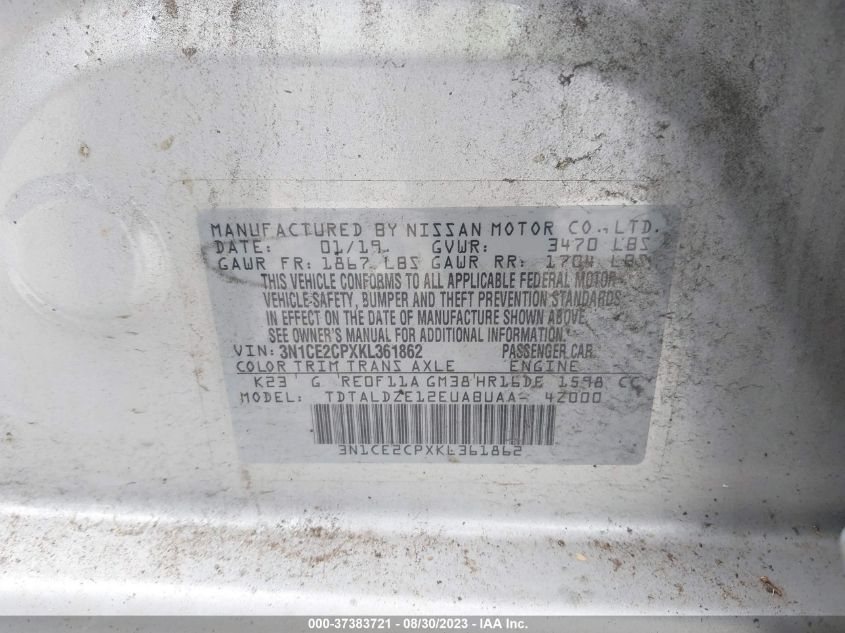 MANUFACTURED BY NISSAN MOTOR CO.,LTD.
DATE: 01/19 GVWR: 3470 LBS
GAWR FR: 1867 LBS GAWR RR: 1704 LBS
THIS VEHICLE CONFORMS TO ALL APPLICABLE FEDERAL MOTOR
VEHICLE SAFETY, BUMPER AND THEFT PREVENTION STANDARDS
IN EFFECT ON THE DATE OF MANUFACTURE SHOWN ABOVE.
SEE OWNER'S MANUAL FOR ADDITIONAL INFORMATION.
VIN: 3N1CE2CPXKL361862 PASSENGER CAR
COLOR TRIM TRANS AXLE ENGINE
K23 G RE0F11A GM38 HR16DE 1598 CC
MODEL: TDTALDZE12EUABUAA- 4Z000
3N1CE2CPXKL361862
000-37383721 - 08/30/2023 - Copyright IAA, Inc.